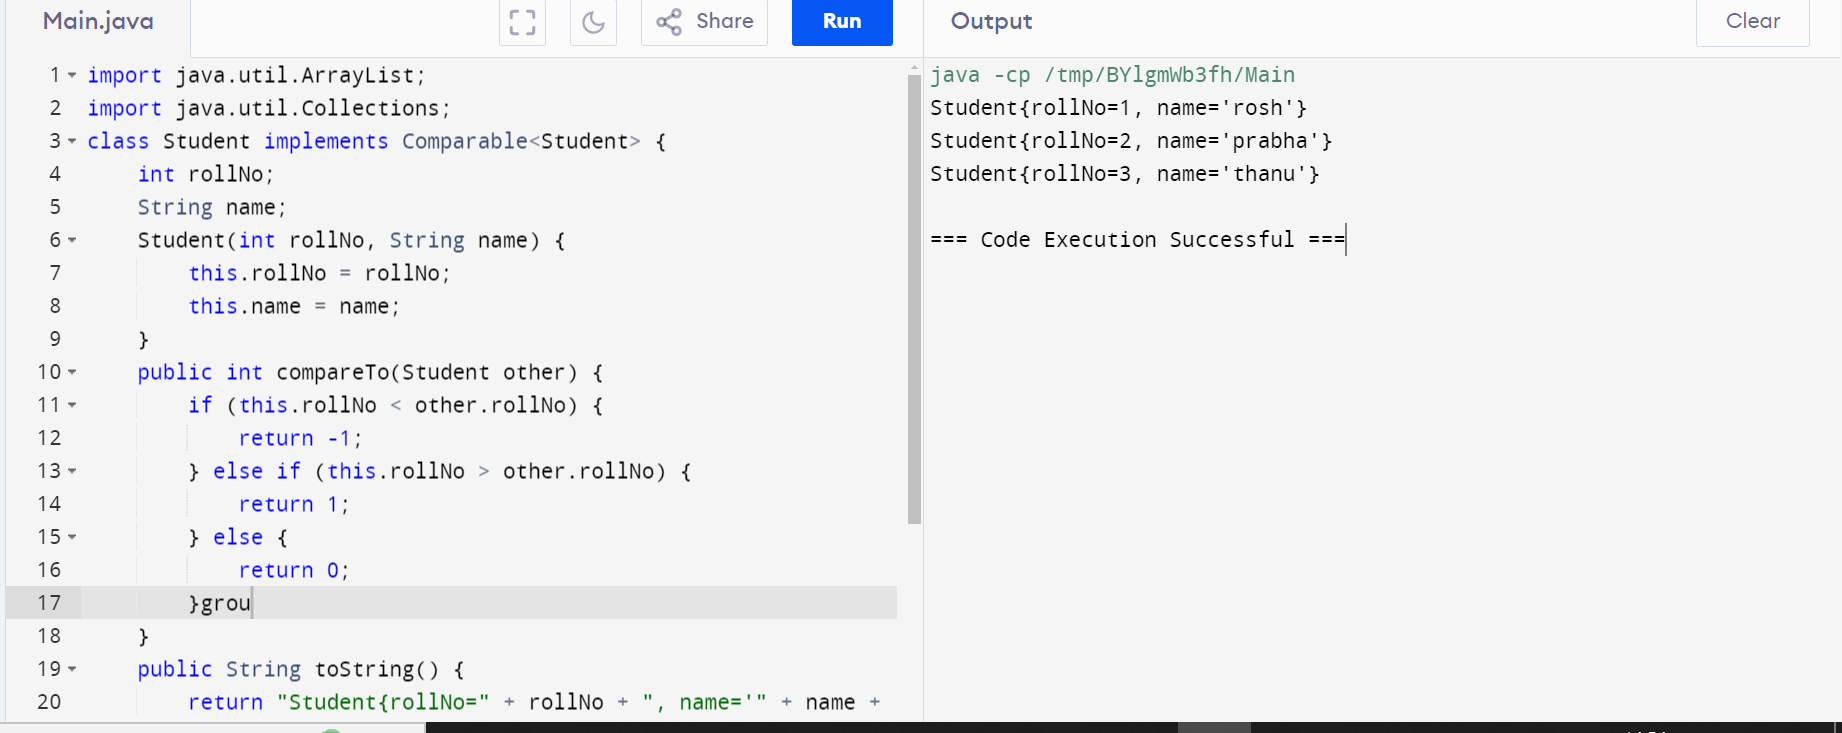 Main.java
Share
Run
Output
Clear
1 import java.util.ArrayList;
2 import java.util.Collections;
3 class Student implements Comparable<Student> {
4 int rollNo;
5 String name;
6 Student(int rollNo, String name) {
7 this.rollNo = rollNo;
8 this.name = name;
9 }
10 public int compareTo(Student other) {
11 if (this.rollNo < other.rollNo) {
12 return -1;
13 } else if (this.rollNo > other.rollNo) {
14 return 1;
15 } else {
16 return 0;
17 }grou
18 }
19 public String toString() {
20 return "Student{rollNo=" + rollNo + ", name='" + name +
java -cp /tmp/BYlgmWb3fh/Main
Student{rollNo=1, name='rosh'}
Student{rollNo=2, name='prabha'}
Student{rollNo=3, name='thanu'}
=== Code Execution Successful ===